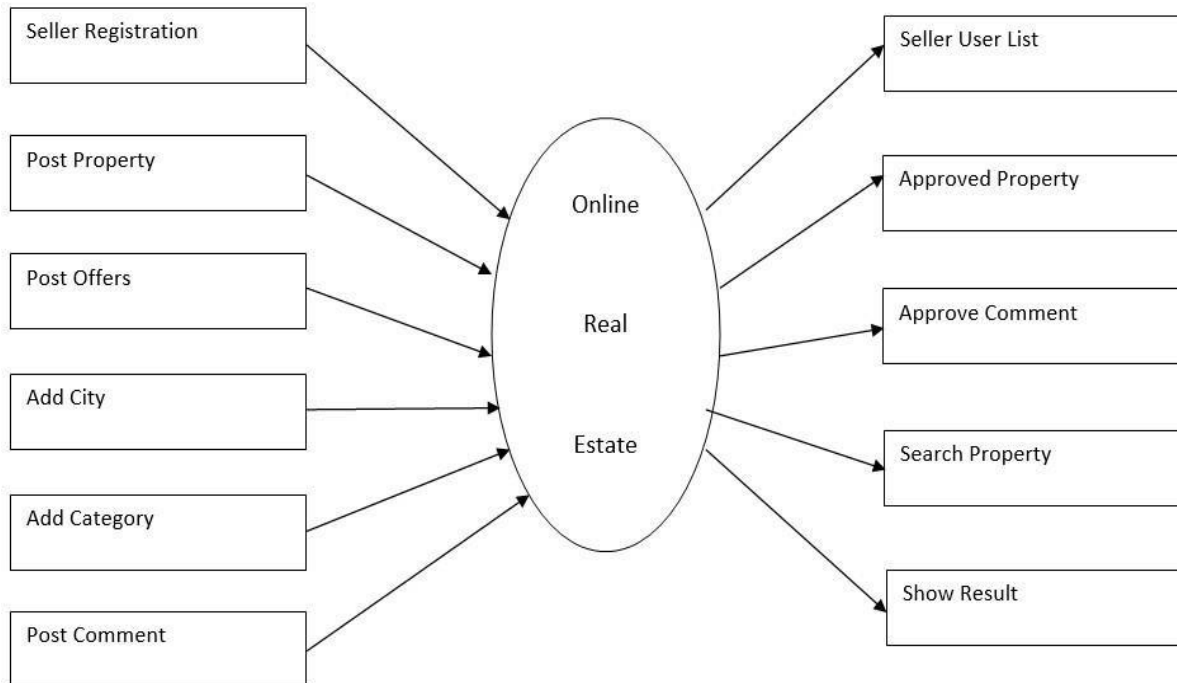 Seller Registration
Post Property
Post Offers
Add City
Add Category
Post Comment
Online
Real
Estate
Seller User List
Approved Property
Approve Comment
Search Property
Show Result